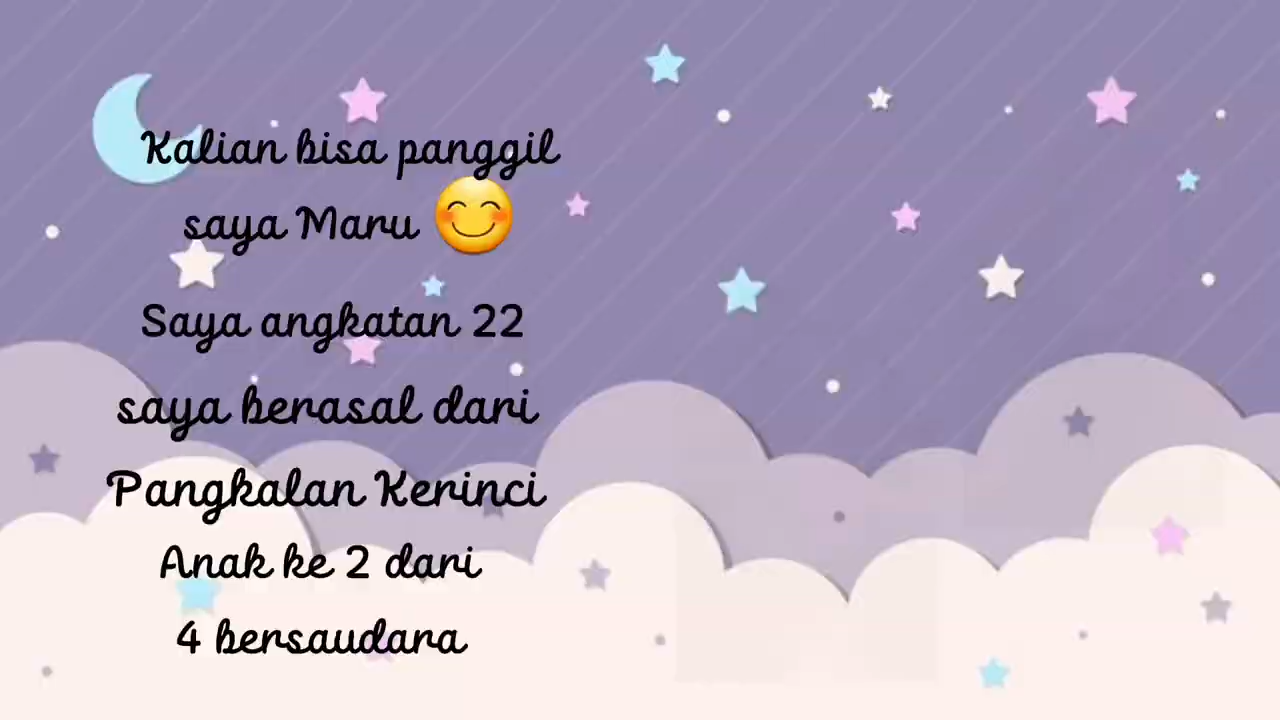 Kalian bisa panggil
saya Maru 😊
Saya angkatan 22
saya berasal dari
Pangkalan Kerinci
Anak ke 2 dari
4 bersaudara